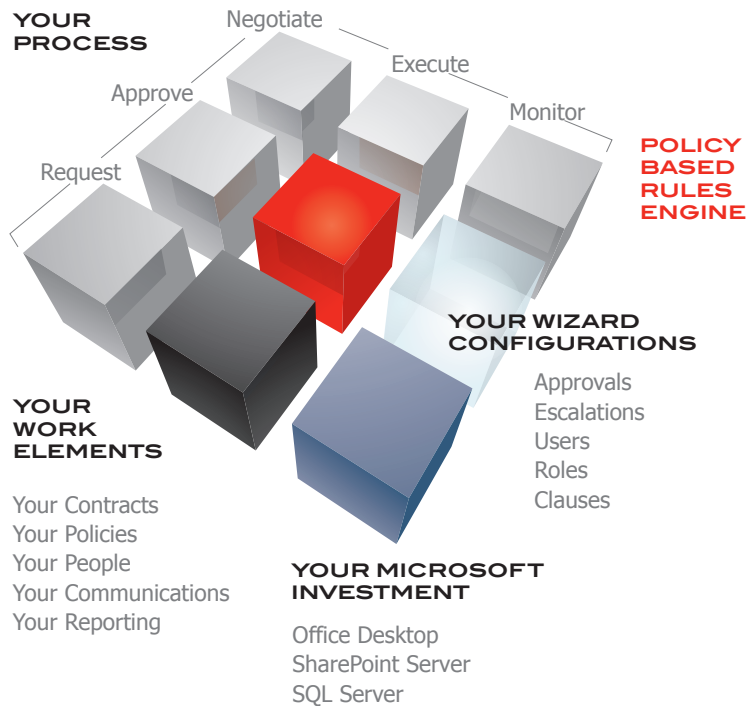 YOUR
PROCESS
Negotiate
Execute
Approve
Monitor
Request
POLICY
BASED
RULES
ENGINE
YOUR WIZARD
CONFIGURATIONS
Approvals
Escalations
Users
Roles
Clauses
YOUR
WORK
ELEMENTS
Your Contracts
Your Policies
Your People
Your Communications
Your Reporting
YOUR MICROSOFT
INVESTMENT
Office Desktop
SharePoint Server
SQL Server